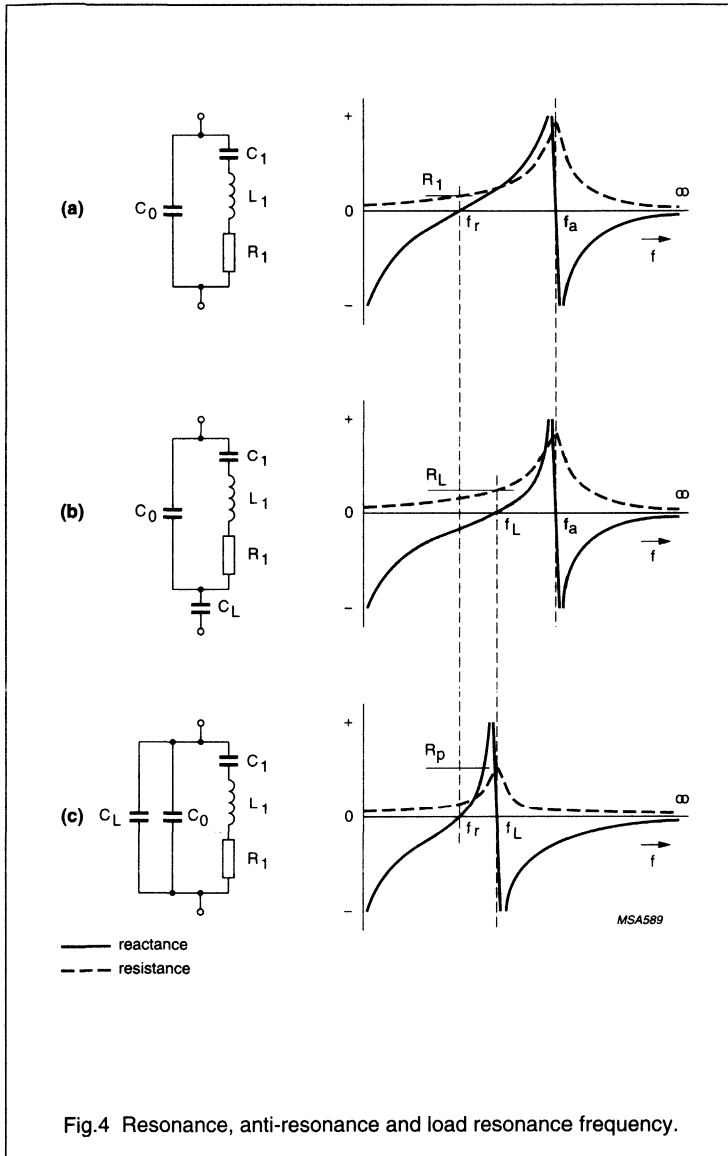 (a)
C0
C1
L1
R1
+
0
−
R1
fr
fa
∞
f
(b)
C0
C1
L1
R1
CL
+
0
−
RL
fL
fa
∞
f
(c)
CL
C0
C1
L1
R1
+
0
−
Rp
fr
fL
∞
f
MSA589
reactance
resistance
Fig.4 Resonance, anti-resonance and load resonance frequency.